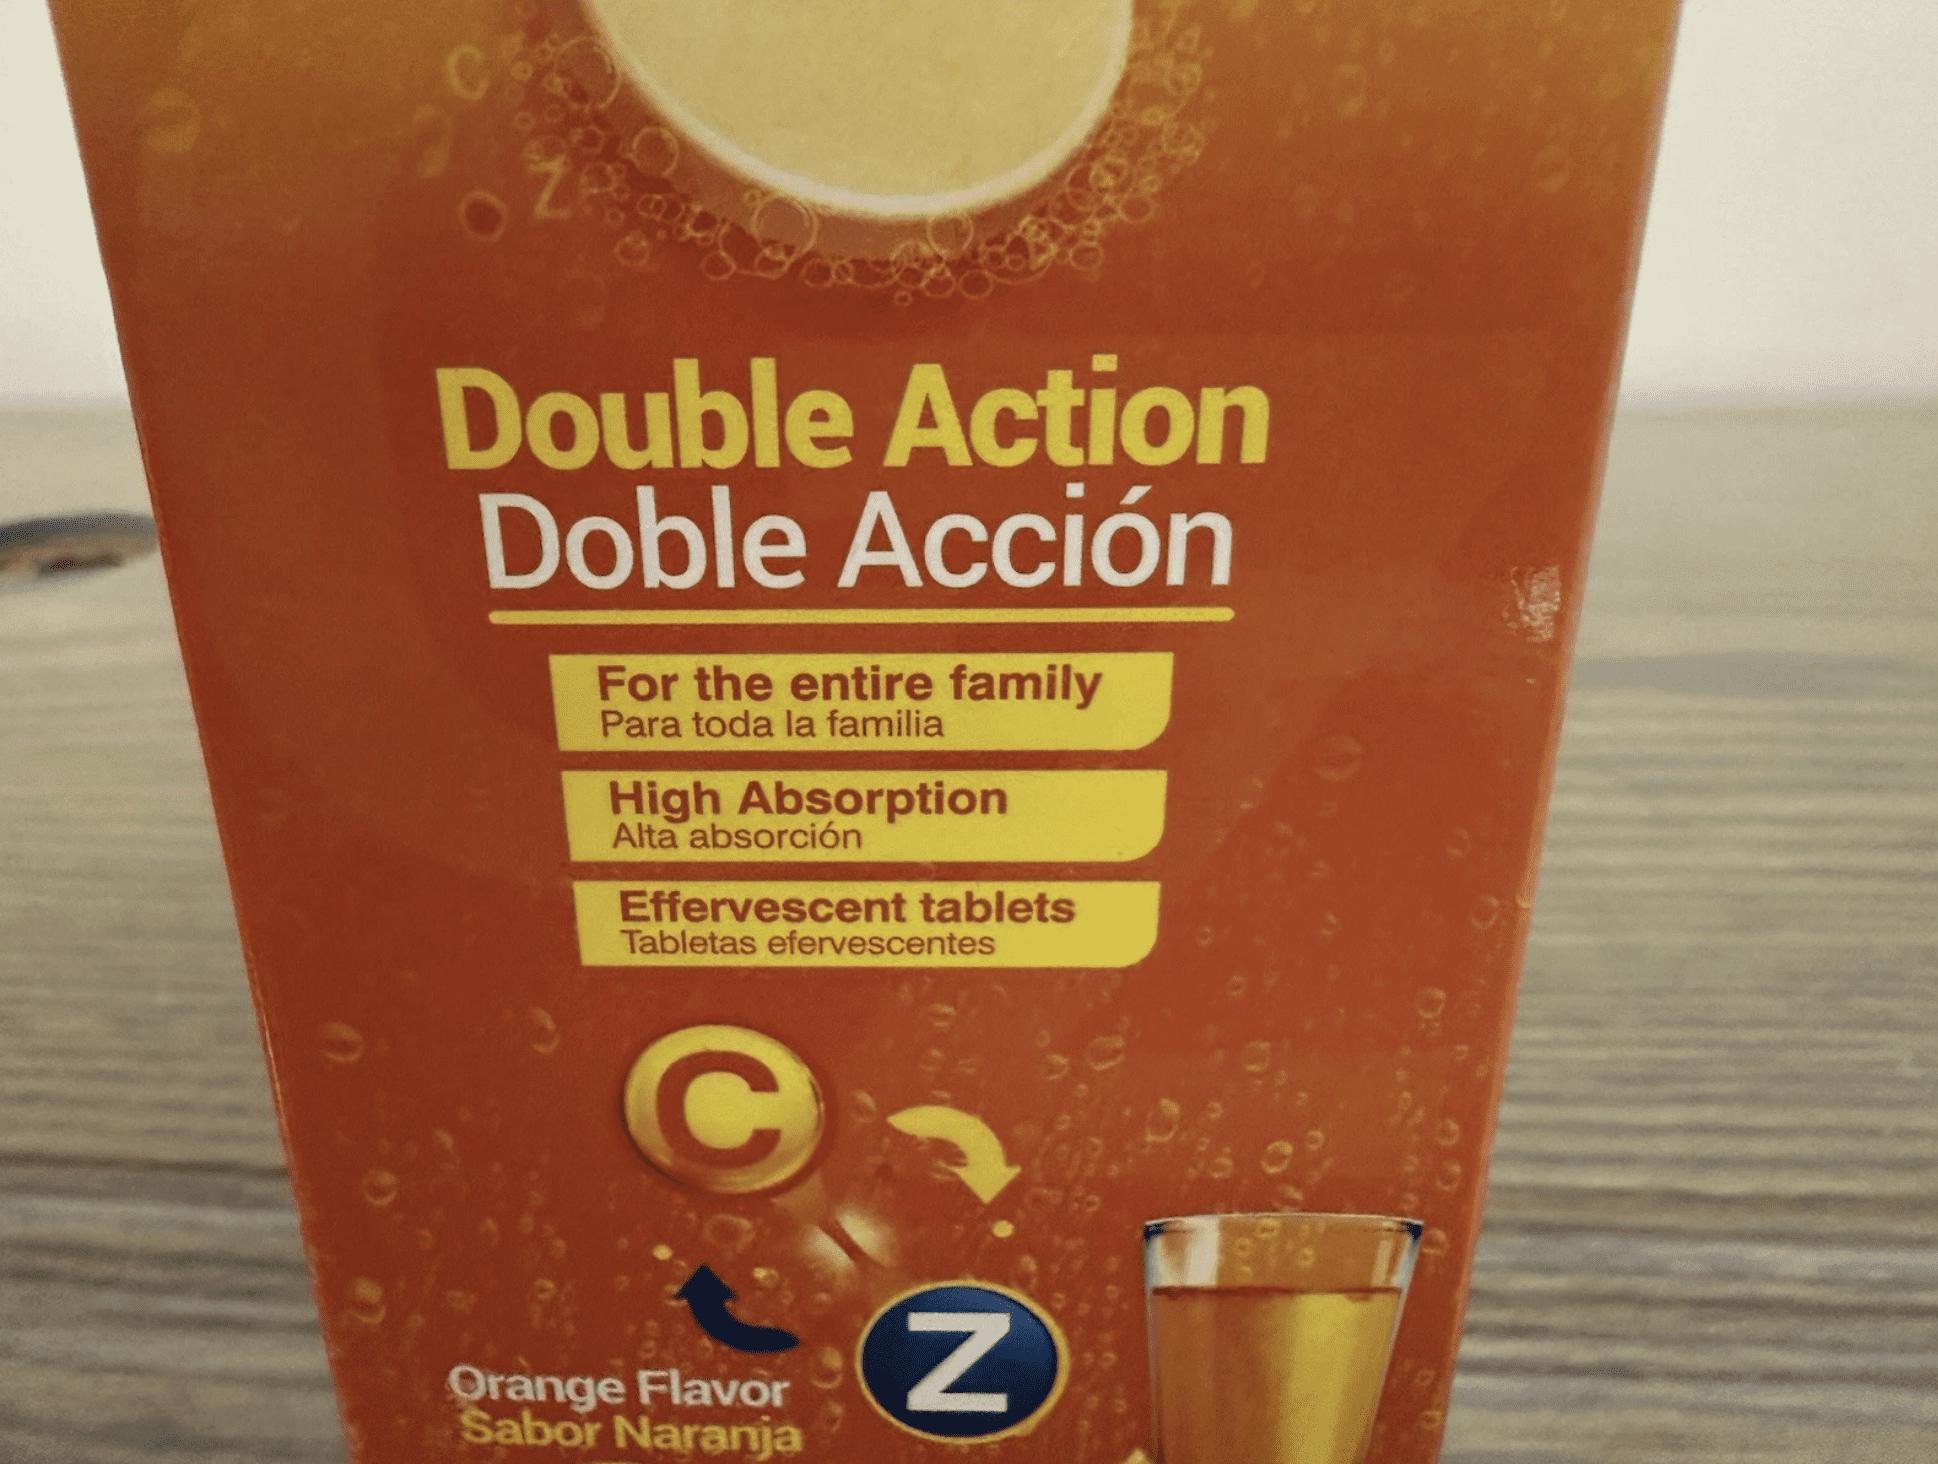 C
Z
Double Action
Doble Acción
For the entire family
Para toda la familia
High Absorption
Alta absorción
Effervescent tablets
Tabletas efervescentes
C
Z
Orange Flavor
Sabor Naranja